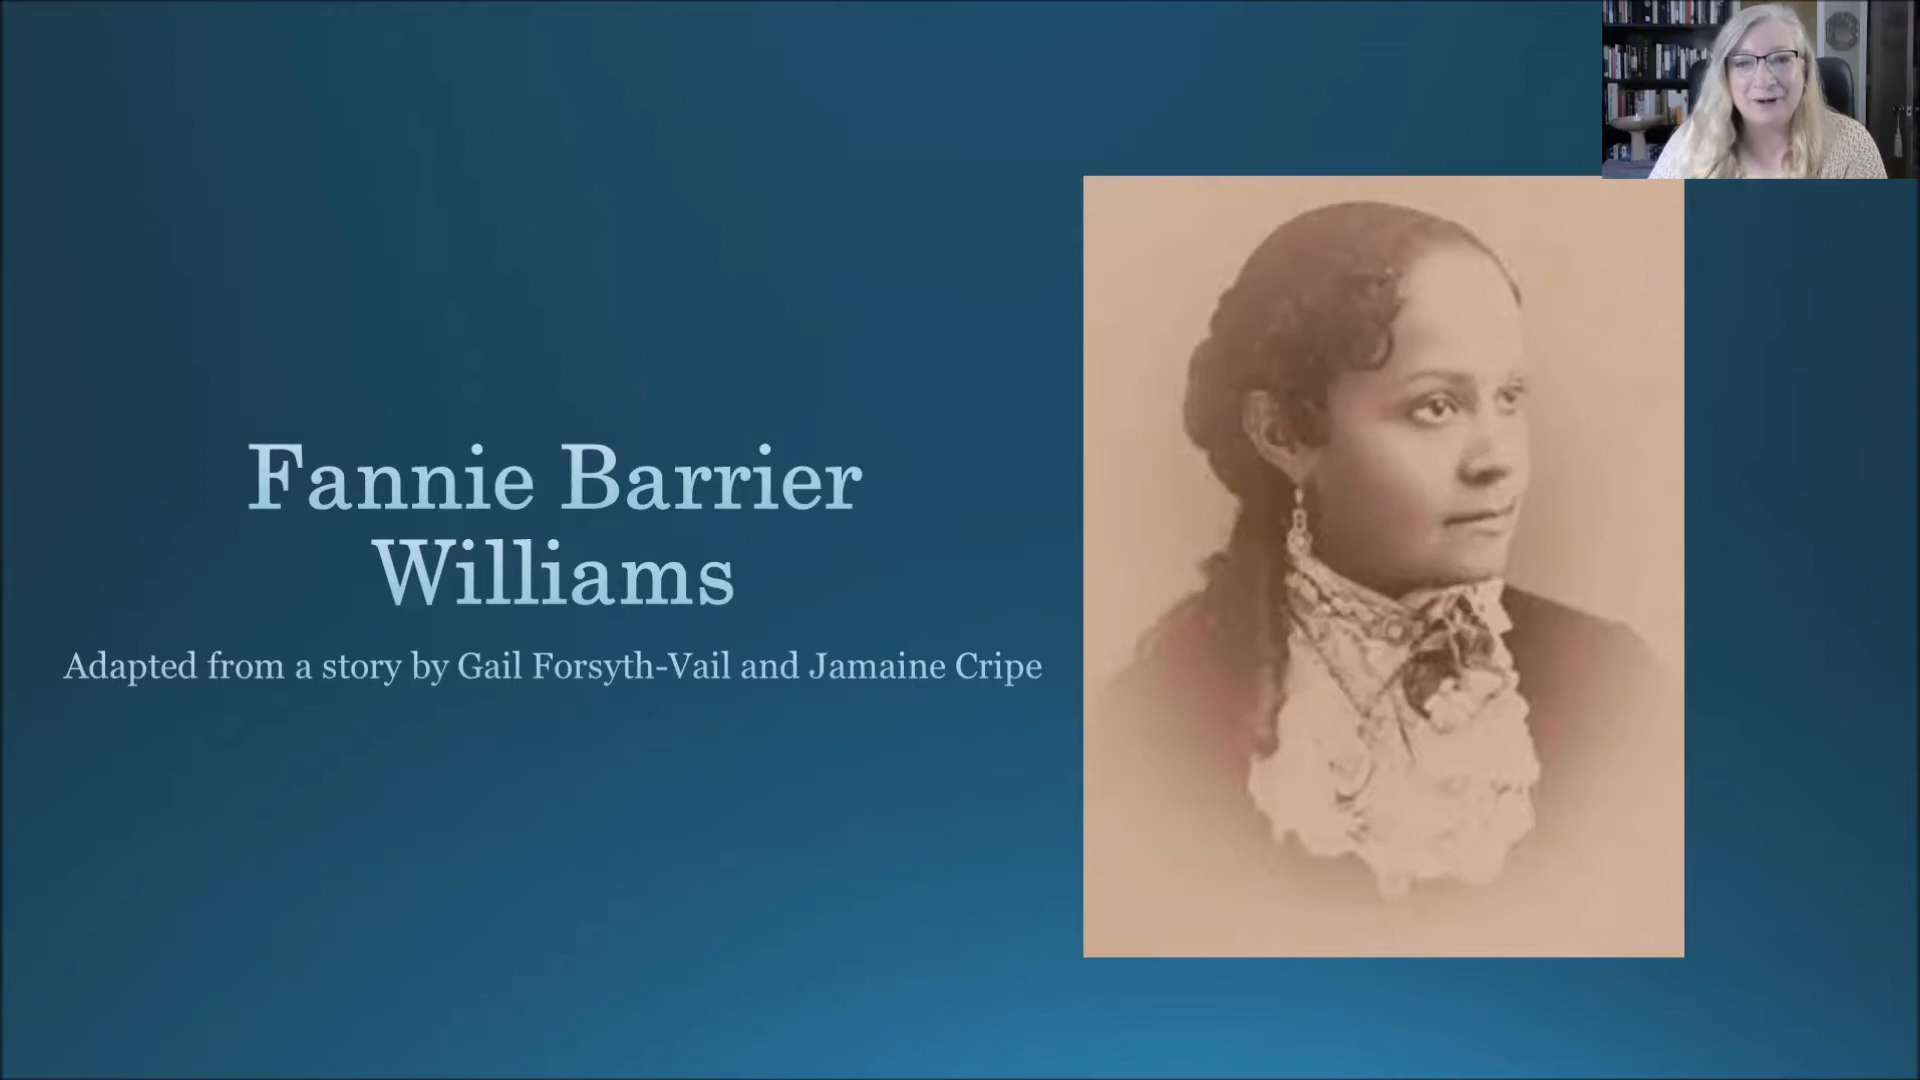 Fannie Barrier
Williams
Adapted from a story by Gail Forsyth-Vail and Jamaine Cripe